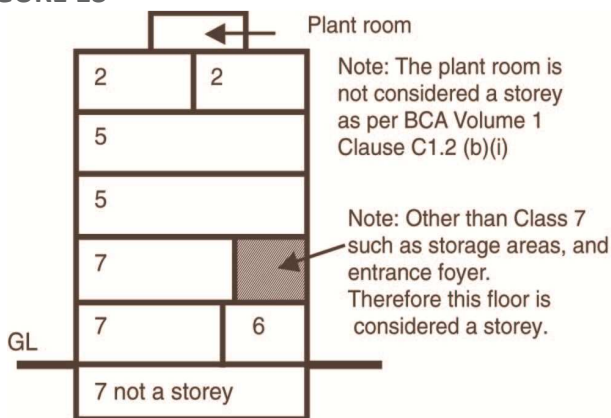 Plant room
2
2
Note: The plant room is
not considered a storey
as per BCA Volume 1
Clause C1.2 (b)(i)
5
5
7
Note: Other than Class 7
such as storage areas, and
entrance foyer.
Therefore this floor is
considered a storey.
7
6
GL
7 not a storey